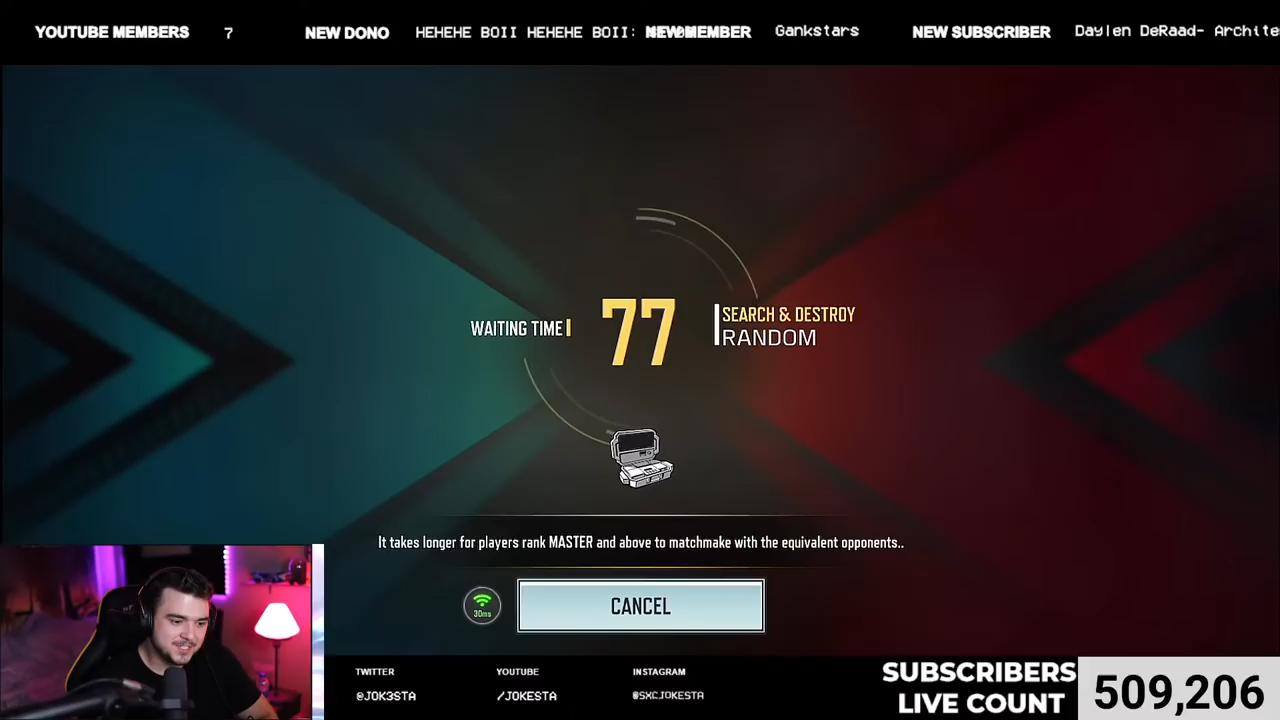 YOUTUBE MEMBERS 7 NEW DONO HEHEHE BOII HEHEHE BOII: NEW MEMBER Gankstars NEW SUBSCRIBER Daylen DeRaad- Archite
WAITING TIME 77 SEARCH & DESTROY
RANDOM
It takes longer for players rank MASTER and above to matchmake with the equivalent opponents..
30ms
CANCEL
TWITTER YOUTUBE INSTAGRAM
@JOK3STA /JOKESTA @SXCJOKESTA
SUBSCRIBERS
LIVE COUNT 509,206